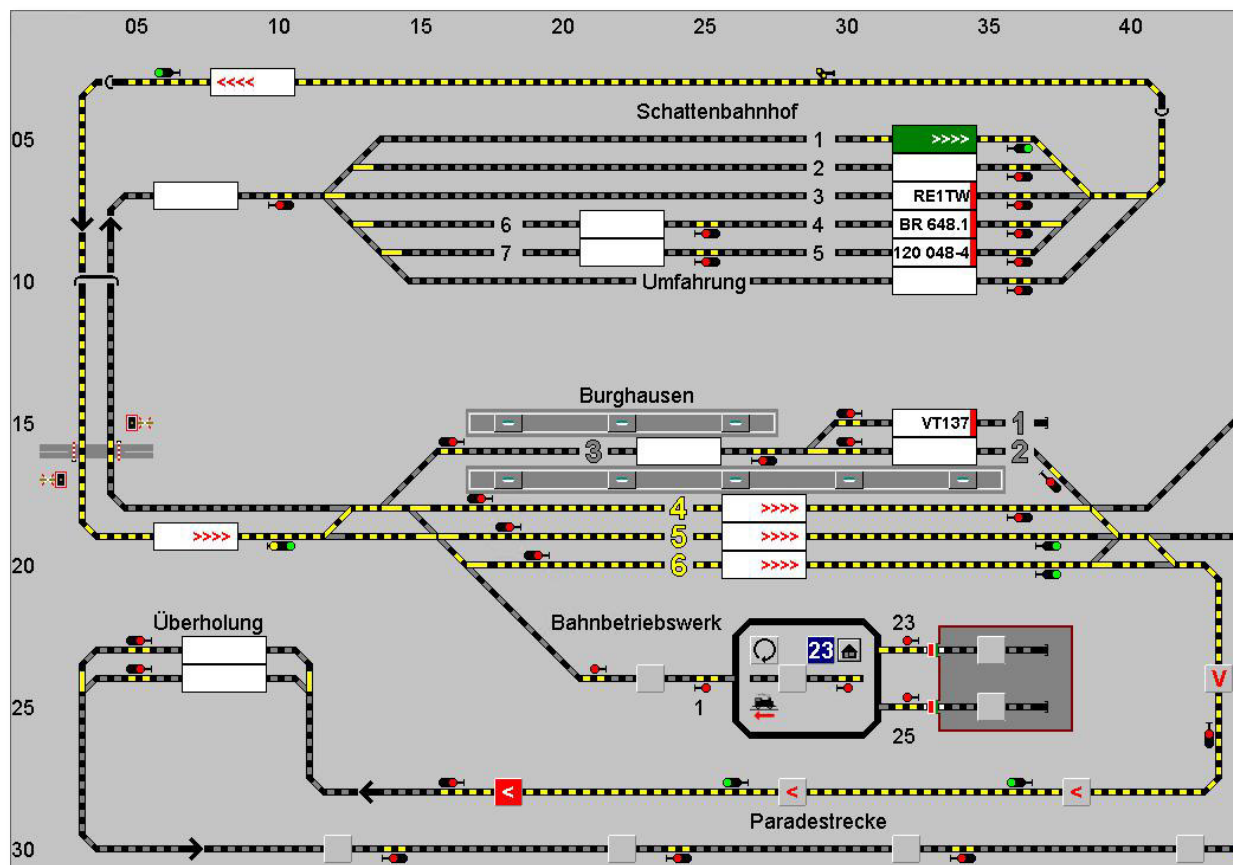 05 10 15 20 25 30 35 40
<<<<
Schattenbahnhof
05 1 >>>>
2
3 RE1TW
6 4 BR 648.1
7 5 120 048-4
10 Umfahrung
Burghausen
15 VT137 1
3 2
4 >>>>
>>>> 5 >>>>
20 6 >>>>
Überholung Bahnbetriebswerk 23
23
25 1 V
25
< < <
Paradestrecke
30